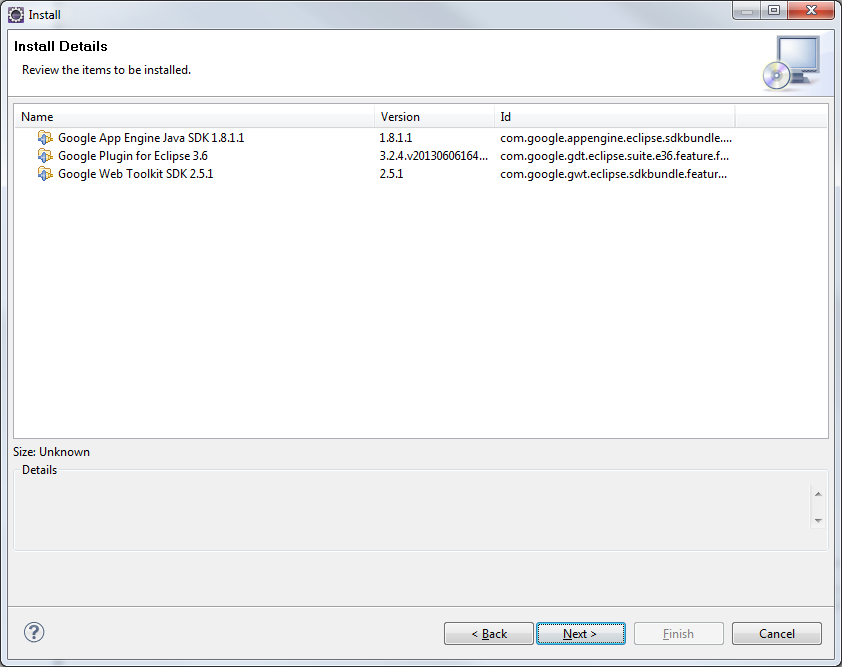 Install
Install Details
Review the items to be installed.
Name Version Id
Google App Engine Java SDK 1.8.1.1 1.8.1.1 com.google.appengine.eclipse.sdkbundle....
Google Plugin for Eclipse 3.6 3.2.4.v20130606164... com.google.gdt.eclipse.suite.e36.feature.f...
Google Web Toolkit SDK 2.5.1 2.5.1 com.google.gwt.eclipse.sdkbundle.featur...
Size: Unknown
Details
? < Back Next > Finish Cancel